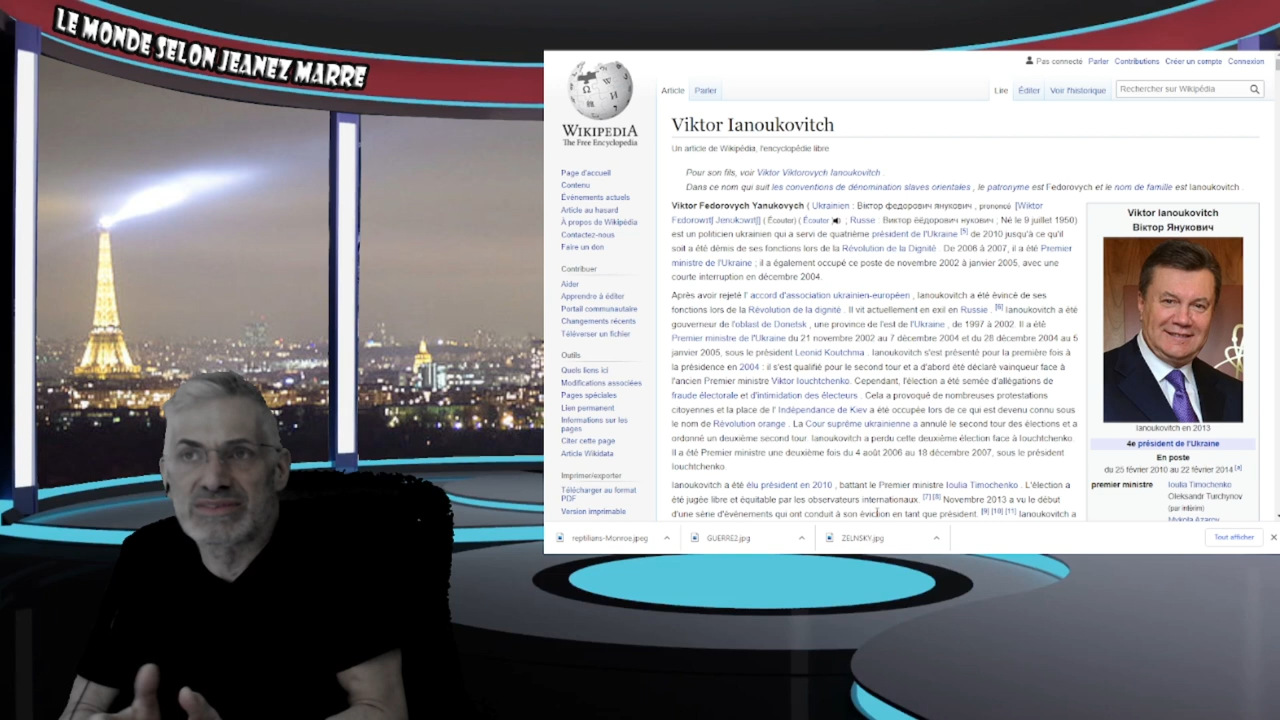 LE MONDE SELON JEANEZ MARRE
Pas connecté Parler Contributions Créer un compte Connexion
Article Parler
Lire Éditer Voir l'historique
Rechercher sur Wikipédia
WIKIPEDIA
The Free Encyclopedia
Page d'accueil
Contenu
Événements actuels
Article au hasard
À propos de Wikipédia
Contactez-nous
Faire un don
Contribuer
Aider
Apprendre à éditer
Portail communautaire
Changements récents
Téléverser un fichier
Outils
Quels liens ici
Modifications associées
Pages spéciales
Lien permanent
Informations sur les
pages
Citer cette page
Article Wikidata
Imprimer/exporter
Télécharger au format
PDF
Version imprimable
Viktor Ianoukovitch
Un article de Wikipédia, l'encyclopédie libre
Pour son fils, voir Viktor Viktorovych Ianoukovitch .
Dans ce nom qui suit les conventions de dénomination slaves orientales , le patronyme est Fedorovych et le nom de famille est Ianoukovitch .
Viktor Fedorovych Yanukovych ( Ukrainien : Віктор федорович янукович , prononcé [Wiktor
( Écouter) ( Écouter ; Russe : Né le 9 juillet 1950)
est un politicien ukrainien qui a servi de quatrième président de l'Ukraine [5] de 2010 jusqu'à ce qu'il
soit a été démis de ses fonctions lors de la Révolution de la Dignité . De 2006 à 2007, il a été Premier
ministre de l'Ukraine ; il a également occupé ce poste de novembre 2002 à janvier 2005, avec une
courte interruption en décembre 2004.
Après avoir rejeté l' accord d'association ukrainien-européen , Ianoukovitch a été évincé de ses
fonctions lors de la Révolution de la dignité . Il vit actuellement en exil en Russie . [6] Ianoukovitch a été
gouverneur de l'oblast de Donetsk , une province de l'est de l'Ukraine , de 1997 à 2002. Il a été
Premier ministre de l'Ukraine du 21 novembre 2002 au 7 décembre 2004 et du 28 décembre 2004 au 5
janvier 2005, sous le président Leonid Koutchma . Ianoukovitch s'est présenté pour la première fois à
la présidence en 2004 : il s'est qualifié pour le second tour et a d'abord été déclaré vainqueur face à
l'ancien Premier ministre Viktor Iouchtchenko. Cependant, l'élection a été semée d'allégations de
fraude électorale et d'intimidation des électeurs . Cela a provoqué de nombreuses protestations
citoyennes et la place de l' Indépendance de Kiev a été occupée lors de ce qui est devenu connu sous
le nom de Révolution orange . La Cour suprême ukrainienne a annulé le second tour des élections et a
ordonné un deuxième second tour. Ianoukovitch a perdu cette deuxième élection face à Iouchtchenko.
Il a été Premier ministre une deuxième fois du 4 août 2006 au 18 décembre 2007, sous le président
Iouchtchenko.
Ianoukovitch a été élu président en 2010 , battant le Premier ministre Ioulia Timochenko . L'élection a
été jugée libre et équitable par les observateurs internationaux. [7] [8] Novembre 2013 a vu le début
d'une série d'événements qui ont conduit à son éviction en tant que président. [9] [10] [11] Ianoukovitch a
Viktor Ianoukovitch
Віктор Янукович
Ianoukovitch en 2013
4e président de l'Ukraine
En poste
du 25 février 2010 au 22 février 2014 [a]
premier ministre Ioulia Timochenko
Oleksandr Turchynov
(par intérim)
Mykola Azarov
reptilians-Monroe.jpeg
GUERRE2.jpg
ZELNSKY.jpg
Tout afficher